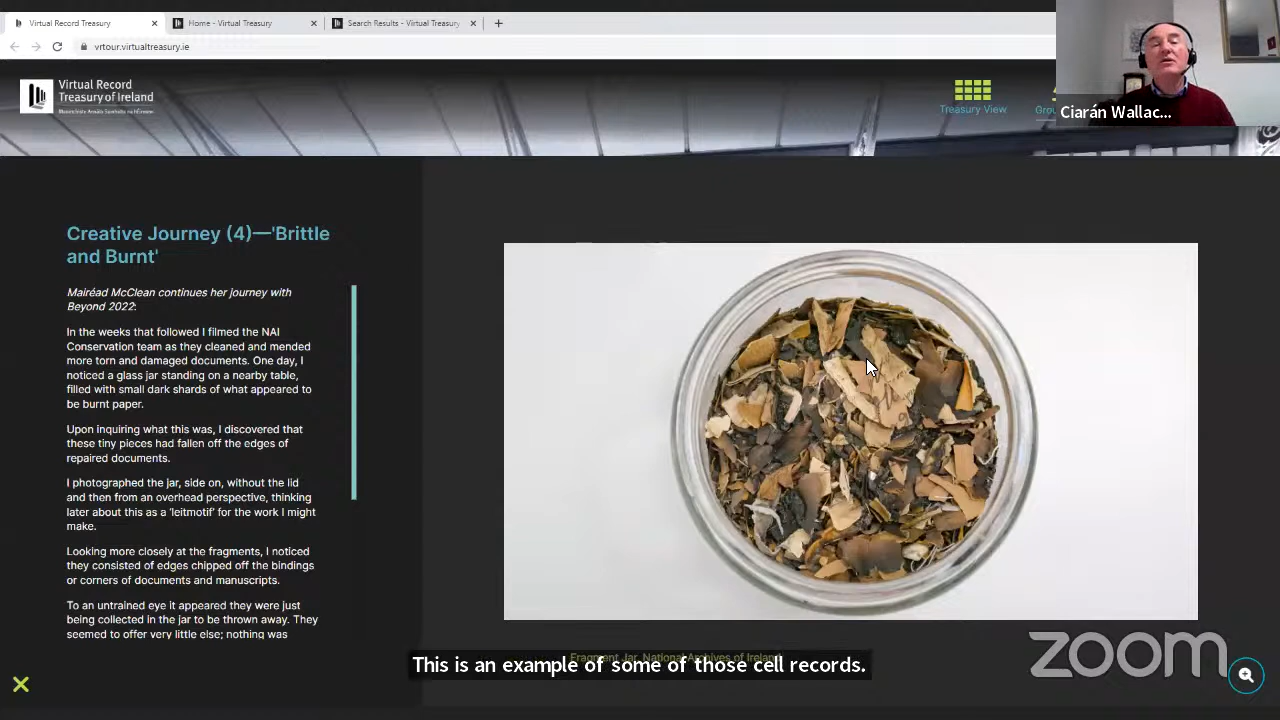 Virtual Record Treasury
Home - Virtual Treasury
Search Results - Virtual Treasury
vrtour.virtualtreasury.ie
Virtual Record
Treasury of Ireland
Treasury View
Grou
Ciarán Wallac...
Creative Journey (4)—'Brittle
and Burnt'
Mairéad McClean continues her journey with
Beyond 2022:
In the weeks that followed I filmed the NAI
Conservation team as they cleaned and mended
more torn and damaged documents. One day, I
noticed a glass jar standing on a nearby table,
filled with small dark shards of what appeared to
be burnt paper.
Upon inquiring what this was, I discovered that
these tiny pieces had fallen off the edges of
repaired documents.
I photographed the jar, side on, without the lid
and then from an overhead perspective, thinking
later about this as a 'leitmotif' for the work I might
make.
Looking more closely at the fragments, I noticed
they consisted of edges chipped off the bindings
or corners of documents and manuscripts.
To an untrained eye it appeared they were just
being collected in the jar to be thrown away. They
seemed to offer very little else; nothing was
Fragment Jar, National Archives of Ireland
This is an example of some of those cell records.
zoom